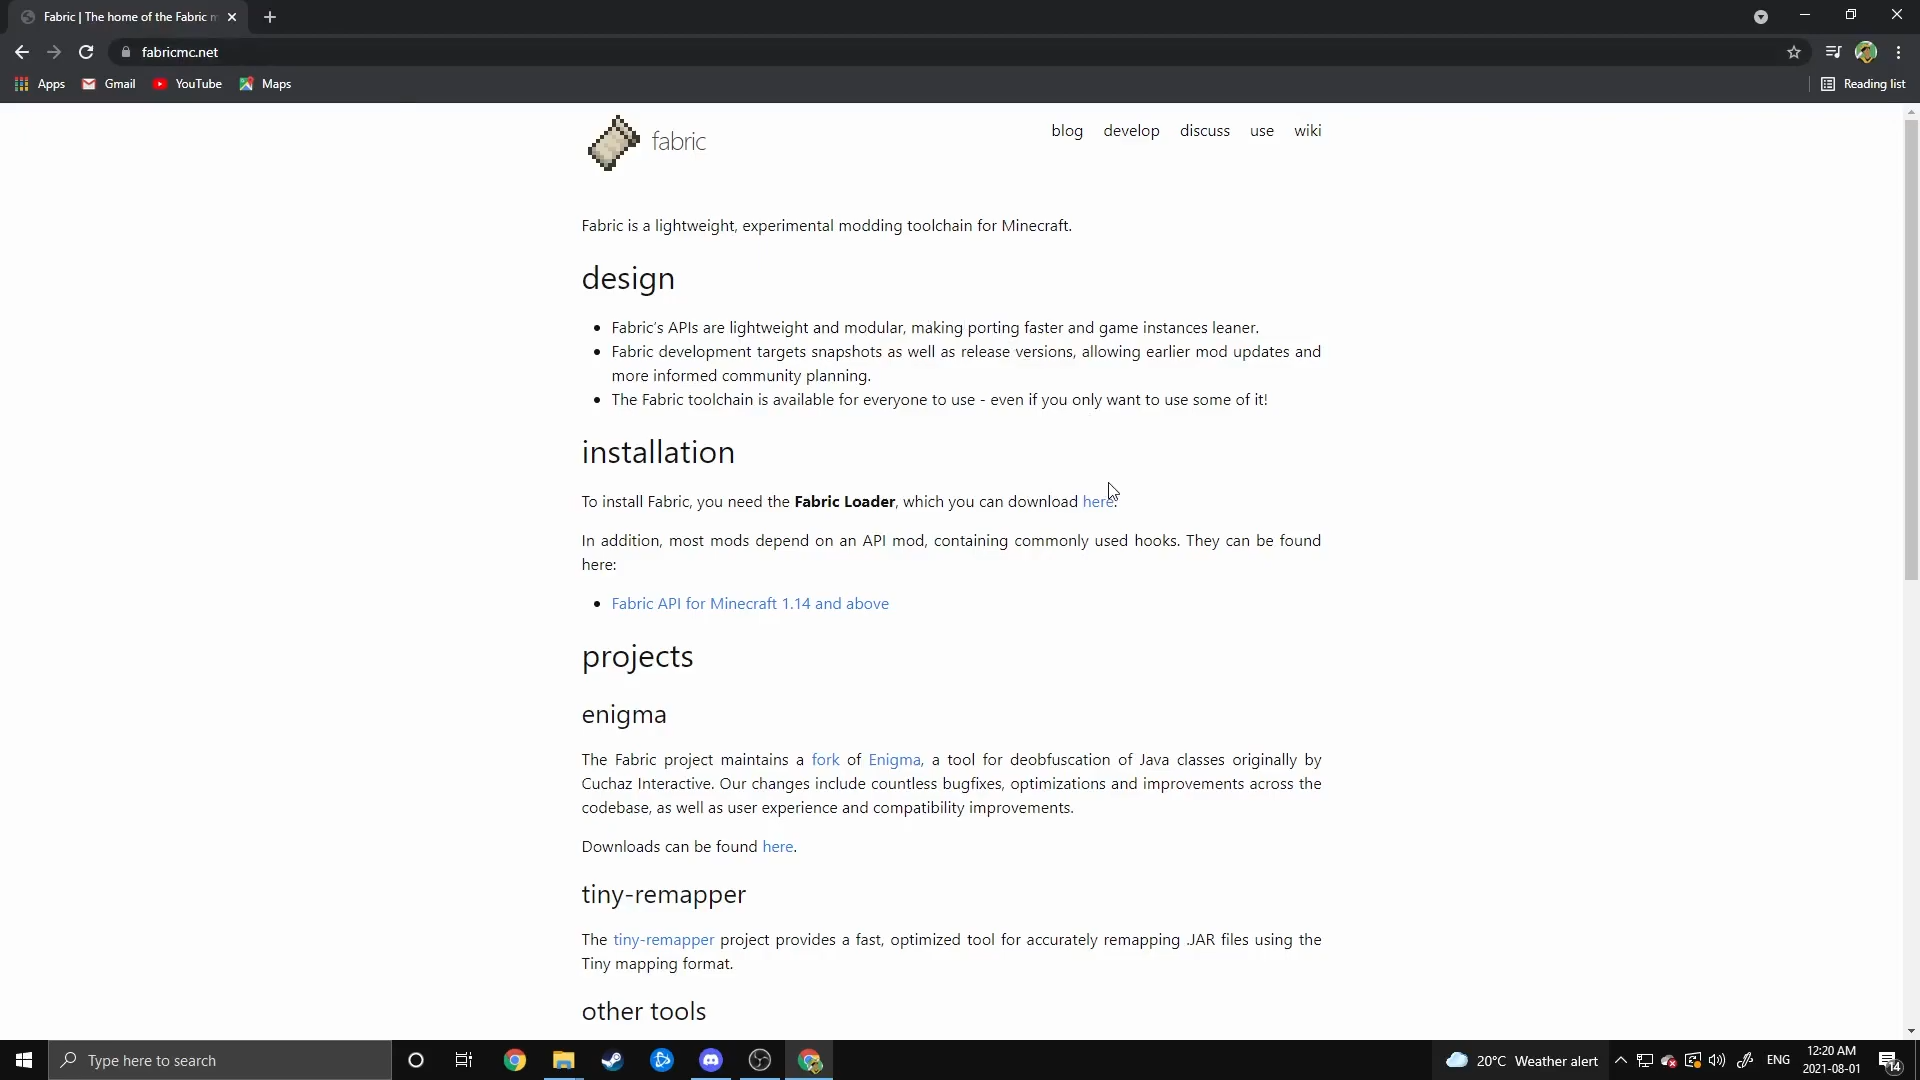 Fabric | The home of the Fabric m
fabricmc.net
Apps
Gmail
YouTube
Maps
Reading list
fabric
blog
develop
discuss
use
wiki
Fabric is a lightweight, experimental modding toolchain for Minecraft.
design
Fabric’s APIs are lightweight and modular, making porting faster and game instances leaner.
Fabric development targets snapshots as well as release versions, allowing earlier mod updates and
more informed community planning.
The Fabric toolchain is available for everyone to use - even if you only want to use some of it!
installation
To install Fabric, you need the Fabric Loader, which you can download here.
In addition, most mods depend on an API mod, containing commonly used hooks. They can be found
here:
Fabric API for Minecraft 1.14 and above
projects
enigma
The Fabric project maintains a fork of Enigma, a tool for deobfuscation of Java classes originally by
Cuchaz Interactive. Our changes include countless bugfixes, optimizations and improvements across the
codebase, as well as user experience and compatibility improvements.
Downloads can be found here.
tiny-remapper
The tiny-remapper project provides a fast, optimized tool for accurately remapping .JAR files using the
Tiny mapping format.
other tools
Type here to search
20°C Weather alert
ENG
12:20 AM
2021-08-01
14